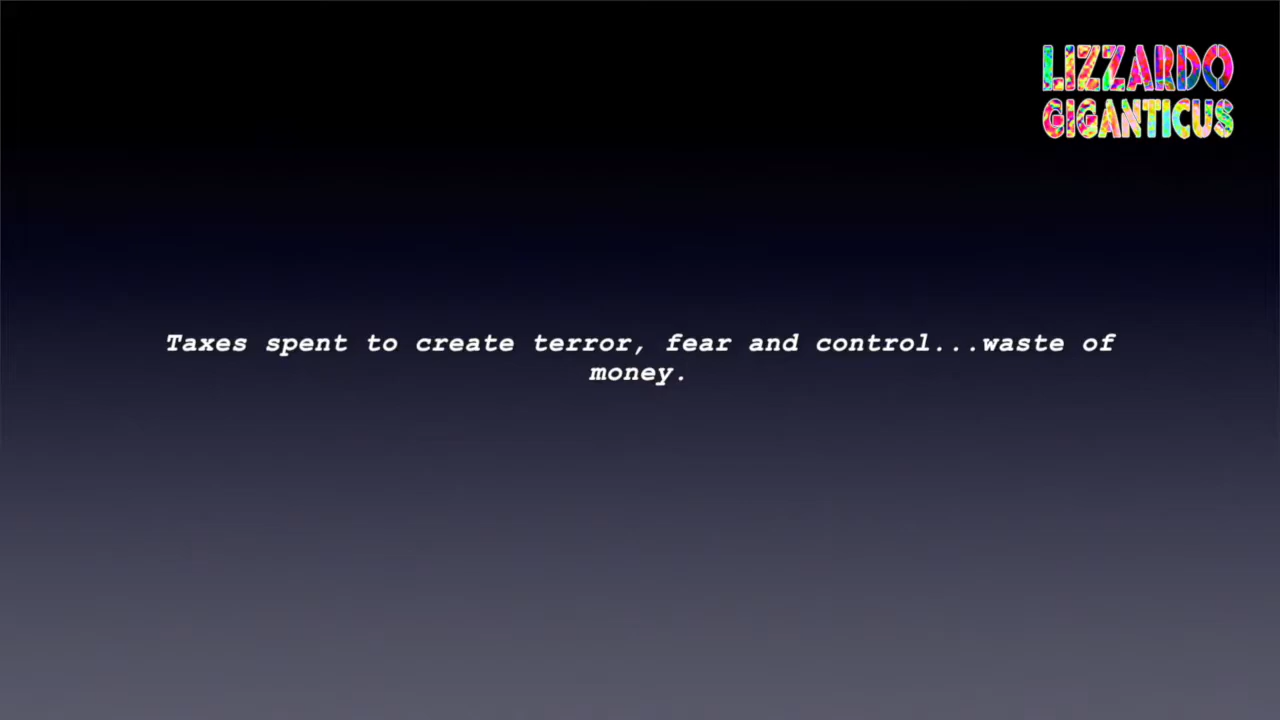 LIZZARDO
GIGANTICUS
Taxes spent to create terror, fear and control...waste of
money.